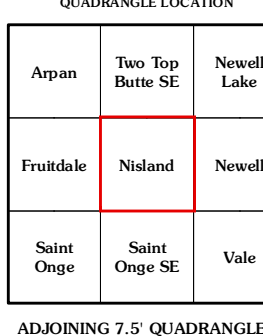 QUADRANGLE LOCATION
Arpan
Two Top
Butte SE
Newell
Lake
Fruitdale
Nisland
Newell
Saint
Onge
Saint
Onge SE
Vale
ADJOINING 7.5' QUADRANGLE